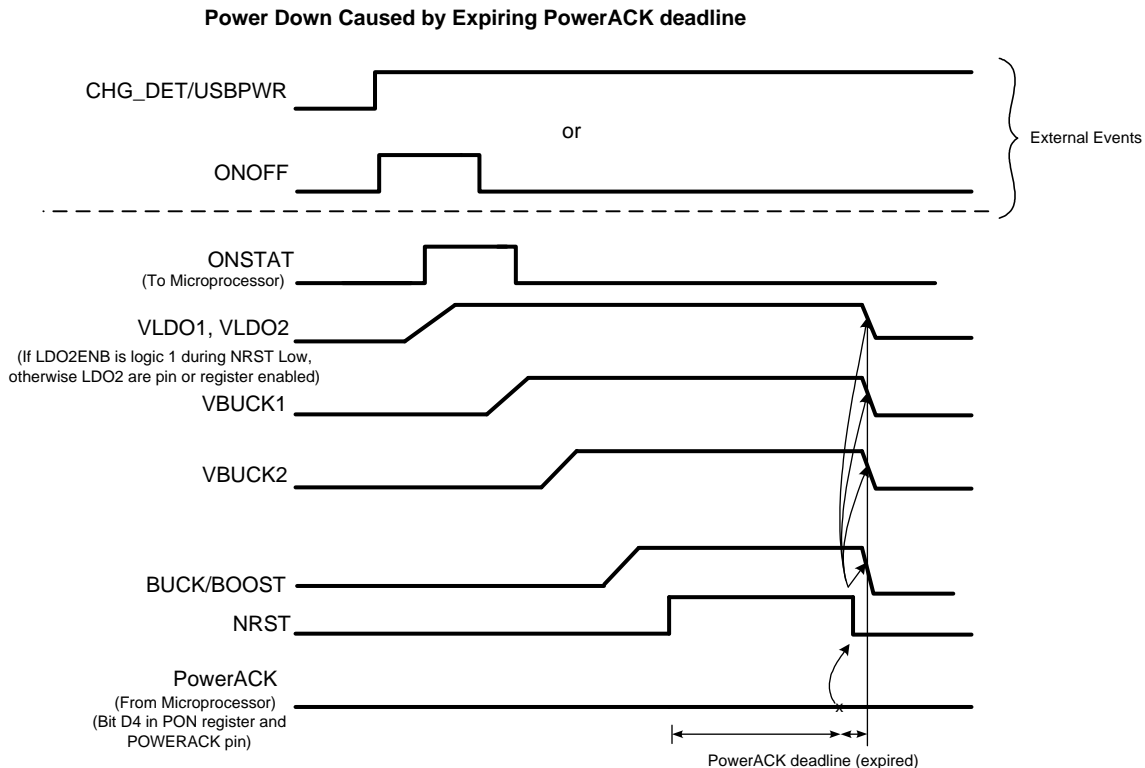 Power Down Caused by Expiring PowerACK deadline
CHG_DET/USBPWR
or
External Events
ONOFF
ONSTAT
(To Microprocessor)
VLDO1, VLDO2
(If LDO2ENB is logic 1 during NRST Low,
otherwise LDO2 are pin or register enabled)
VBUCK1
VBUCK2
BUCK/BOOST
NRST
PowerACK
(From Microprocessor)
(Bit D4 in PON register and
POWERACK pin)
x
PowerACK deadline (expired)